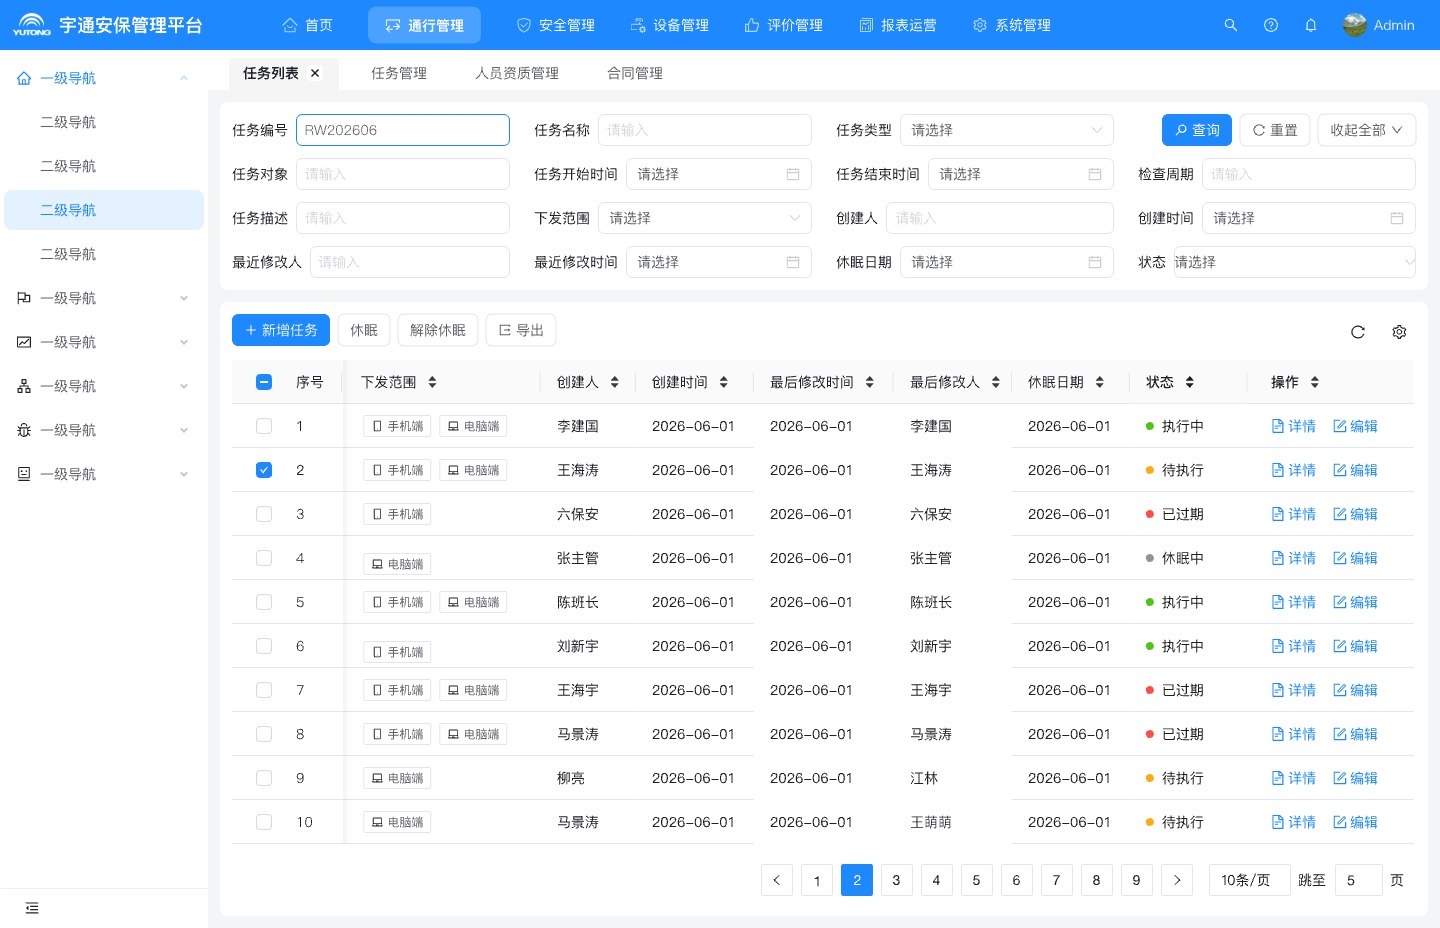 YUTONG 宇通安保管理平台 首页 通行管理 安全管理 设备管理 评价管理 报表运营 系统管理 Admin
一级导航
二级导航
二级导航
二级导航
二级导航
一级导航
一级导航
一级导航
一级导航
一级导航
任务列表 任务管理 人员资质管理 合同管理
任务编号 RW202606 任务名称 请输入 任务类型 请选择 查询 重置 收起全部
任务对象 请输入 任务开始时间 请选择 任务结束时间 请选择 检查周期 请输入
任务描述 请输入 下发范围 请选择 创建人 请输入 创建时间 请选择
最近修改人 请输入 最近修改时间 请选择 休眠日期 请选择 状态 请选择
新增任务 休眠 解除休眠 导出
序号 下发范围 创建人 创建时间 最后修改时间 最后修改人 休眠日期 状态 操作
1 手机端 电脑端 李建国 2026-06-01 2026-06-01 李建国 2026-06-01 执行中 详情 编辑
2 手机端 电脑端 王海涛 2026-06-01 2026-06-01 王海涛 2026-06-01 待执行 详情 编辑
3 手机端 六保安 2026-06-01 2026-06-01 六保安 2026-06-01 已过期 详情 编辑
4 电脑端 张主管 2026-06-01 2026-06-01 张主管 2026-06-01 休眠中 详情 编辑
5 手机端 电脑端 陈班长 2026-06-01 2026-06-01 陈班长 2026-06-01 执行中 详情 编辑
6 手机端 刘新宇 2026-06-01 2026-06-01 刘新宇 2026-06-01 执行中 详情 编辑
7 手机端 电脑端 王海宇 2026-06-01 2026-06-01 王海宇 2026-06-01 已过期 详情 编辑
8 手机端 电脑端 马景涛 2026-06-01 2026-06-01 马景涛 2026-06-01 已过期 详情 编辑
9 电脑端 柳亮 2026-06-01 2026-06-01 江林 2026-06-01 待执行 详情 编辑
10 电脑端 马景涛 2026-06-01 2026-06-01 王萌萌 2026-06-01 待执行 详情 编辑
1 2 3 4 5 6 7 8 9 10条/页 跳至 5 页